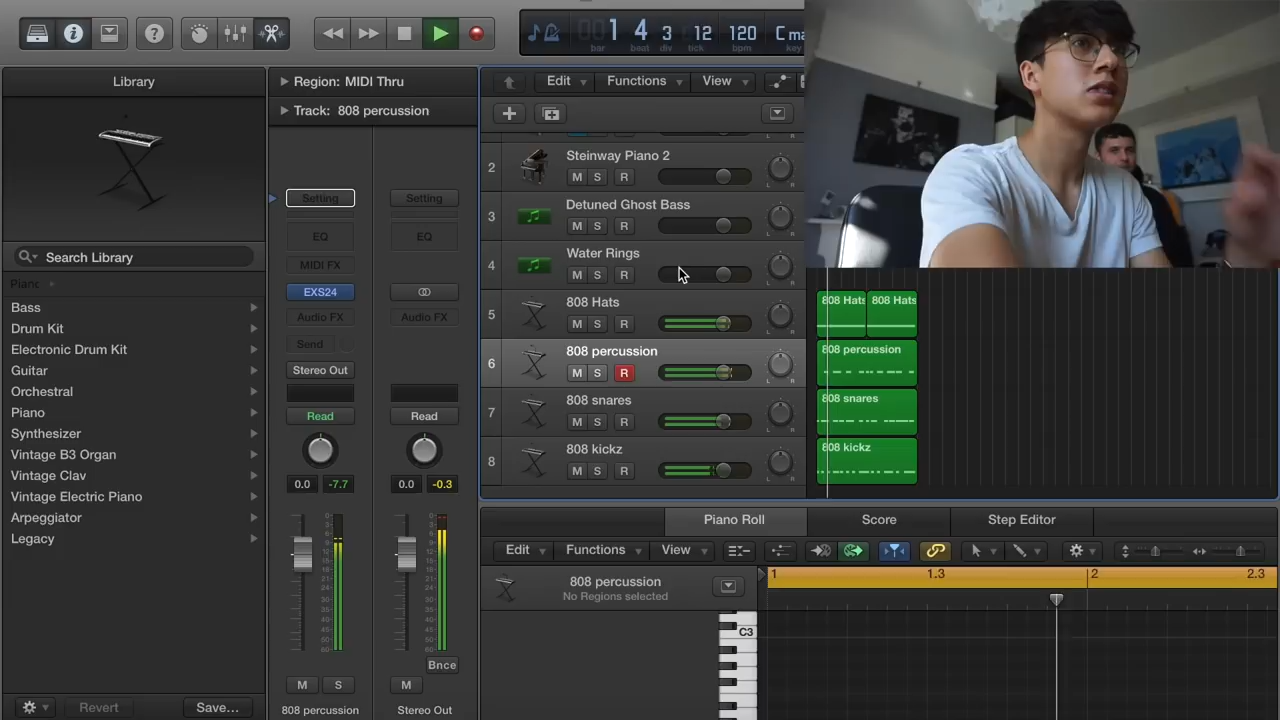 1 4 3 12 120 C ma
bar beat div tick bpm key
Library
Region: MIDI Thru
Edit Functions View
Track: 808 percussion
Steinway Piano 2
2
M S R
L R
Setting Setting
Detuned Ghost Bass
3
M S R
L R
EQ EQ
Search Library
Water Rings
MIDI FX
4
M S R
L R
Piano
EXS24
Bass
808 Hats
808 Hats 808 Hats
Audio FX Audio FX
5
M S R
L R
Drum Kit
Send
Electronic Drum Kit
808 percussion
808 percussion
Guitar
Stereo Out
6
M S R
L R
Orchestral
808 snares
808 snares
Piano
Read Read
7
M S R
L R
Synthesizer
808 kickz
808 kickz
Vintage B3 Organ
8
M S R
L R
Vintage Clav
0.0 -7.7 0.0 -0.3
Vintage Electric Piano
Arpeggiator
Legacy
Piano Roll Score Step Editor
Edit Functions View
808 percussion
No Regions selected
1 1.3 2 2.3
C3
Bnce
M S M
Revert Save...
808 percussion Stereo Out